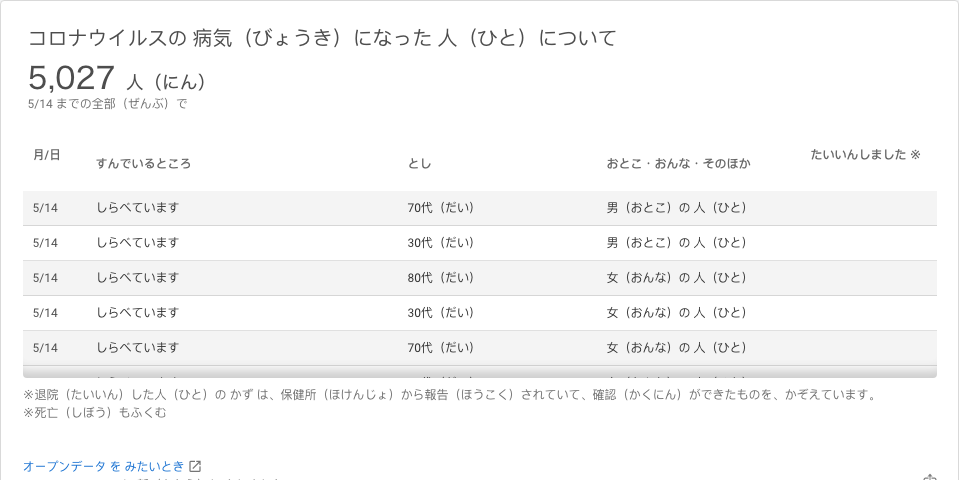 コロナウイルスの 病気（びょうき）になった 人（ひと）について
5,027 人（にん）
5/14 までの全部（ぜんぶ）で
月/日 すんでいるところ とし おとこ・おんな・そのほか たいいんしました ※
5/14 しらべています 70代（だい） 男（おとこ）の 人（ひと）
5/14 しらべています 30代（だい） 男（おとこ）の 人（ひと）
5/14 しらべています 80代（だい） 女（おんな）の 人（ひと）
5/14 しらべています 30代（だい） 女（おんな）の 人（ひと）
5/14 しらべています 70代（だい） 女（おんな）の 人（ひと）
※退院（たいいん）した 人（ひと）の かず は、保健所（ほけんじょ）から 報告（ほうこく）されていて、確認（かくにん）ができたものを、かぞえています。
※死亡（しぼう）もふくむ
オープンデータ を みたいとき